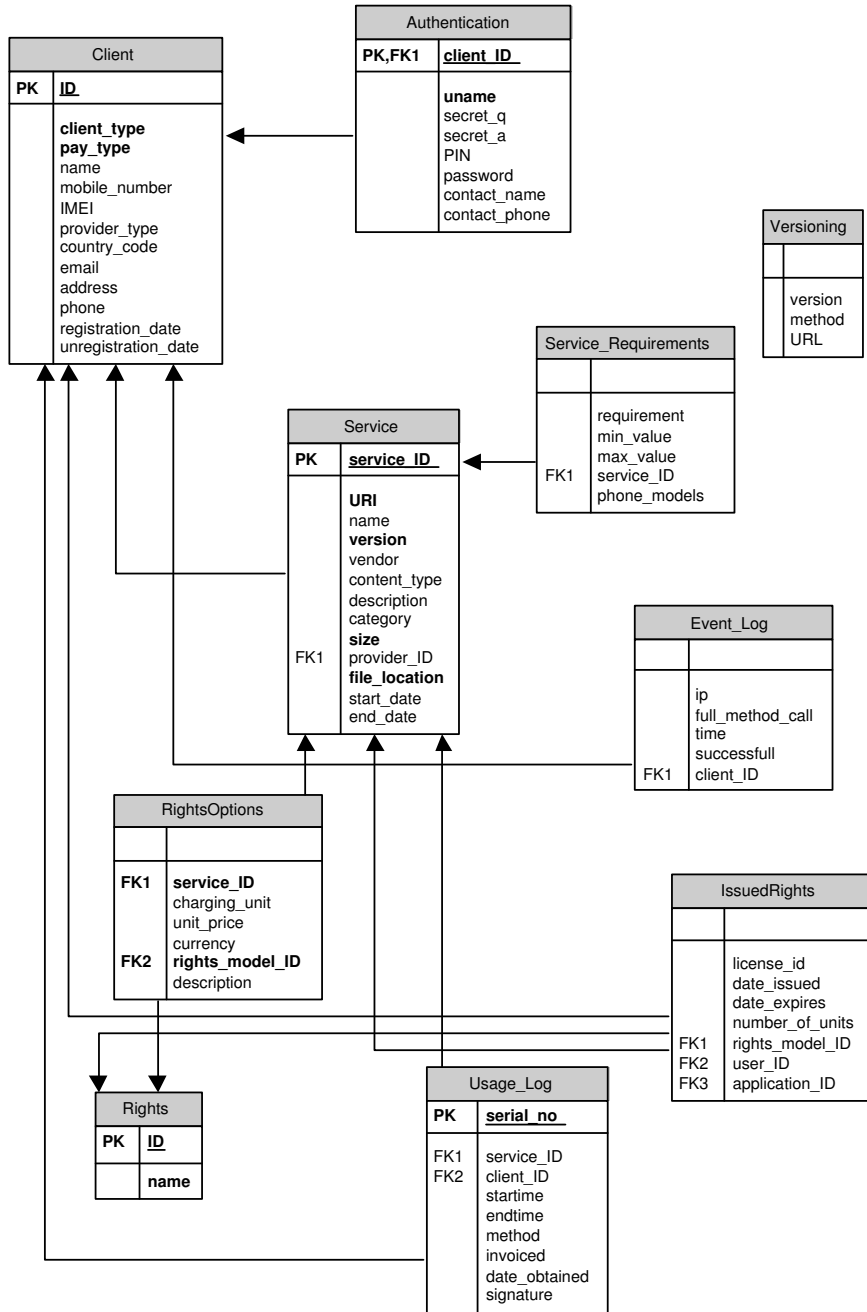 Authentication
PK,FK1 client_ID
uname
secret_q
secret_a
PIN
password
contact_name
contact_phone
Client
PK ID
client_type
pay_type
name
mobile_number
IMEI
provider_type
country_code
email
address
phone
registration_date
unregistration_date
Versioning
version
method
URL
Service_Requirements
requirement
min_value
max_value
FK1 service_ID
phone_models
Service
PK service_ID
URI
name
version
vendor
content_type
description
category
size
FK1 provider_ID
file_location
start_date
end_date
Event_Log
ip
full_method_call
time
successfull
FK1 client_ID
RightsOptions
FK1 service_ID
charging_unit
unit_price
currency
FK2 rights_model_ID
description
IssuedRights
license_id
date_issued
date_expires
number_of_units
FK1 rights_model_ID
FK2 user_ID
FK3 application_ID
Rights
PK ID
name
Usage_Log
PK serial_no
FK1 service_ID
FK2 client_ID
startime
endtime
method
invoiced
date_obtained
signature